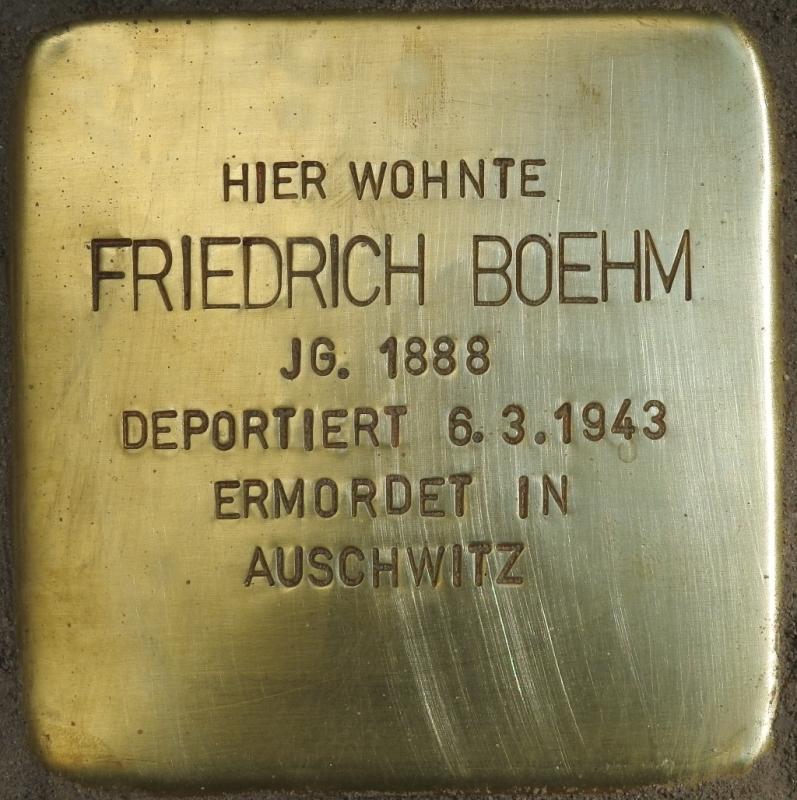 HIER WOHNTE
FRIEDRICH BOEHM
JG. 1888
DEPORTIERT 6.3.1943
ERMORDET IN
AUSCHWITZ